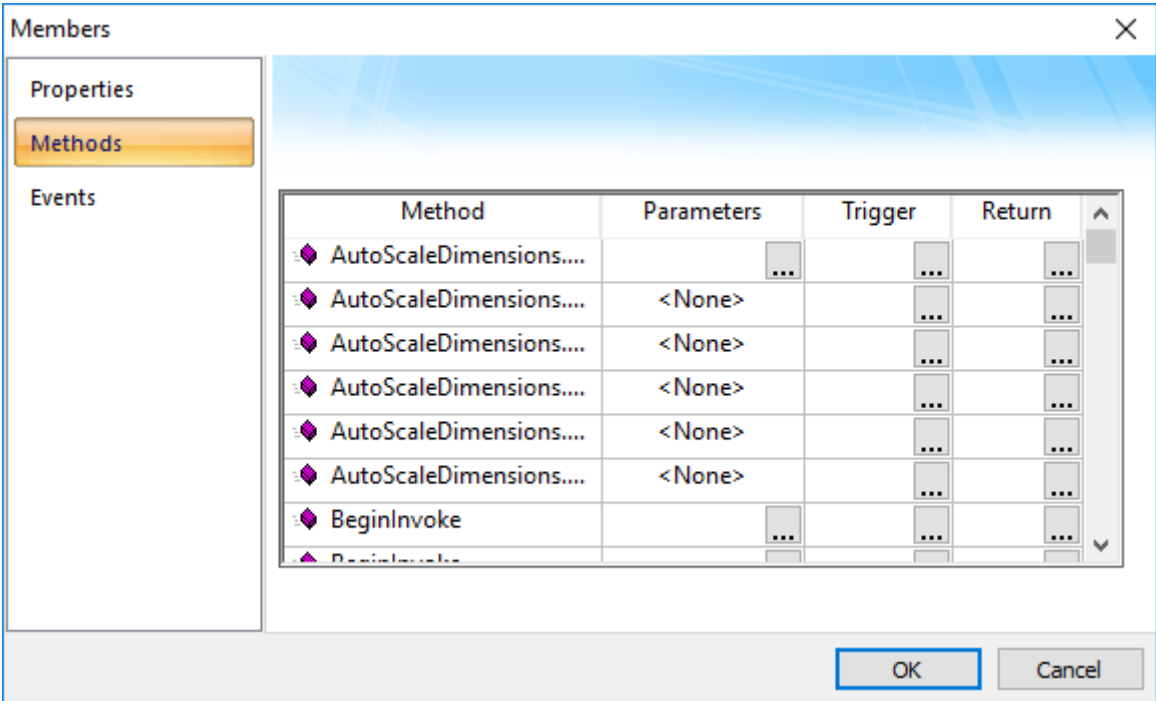 Members
Properties
Methods
Events
Method Parameters Trigger Return
AutoScaleDimensions.... ... ... ...
AutoScaleDimensions.... <None> ... ...
AutoScaleDimensions.... <None> ... ...
AutoScaleDimensions.... <None> ... ...
AutoScaleDimensions.... <None> ... ...
AutoScaleDimensions.... <None> ... ...
BeginInvoke ... ... ...
OK Cancel